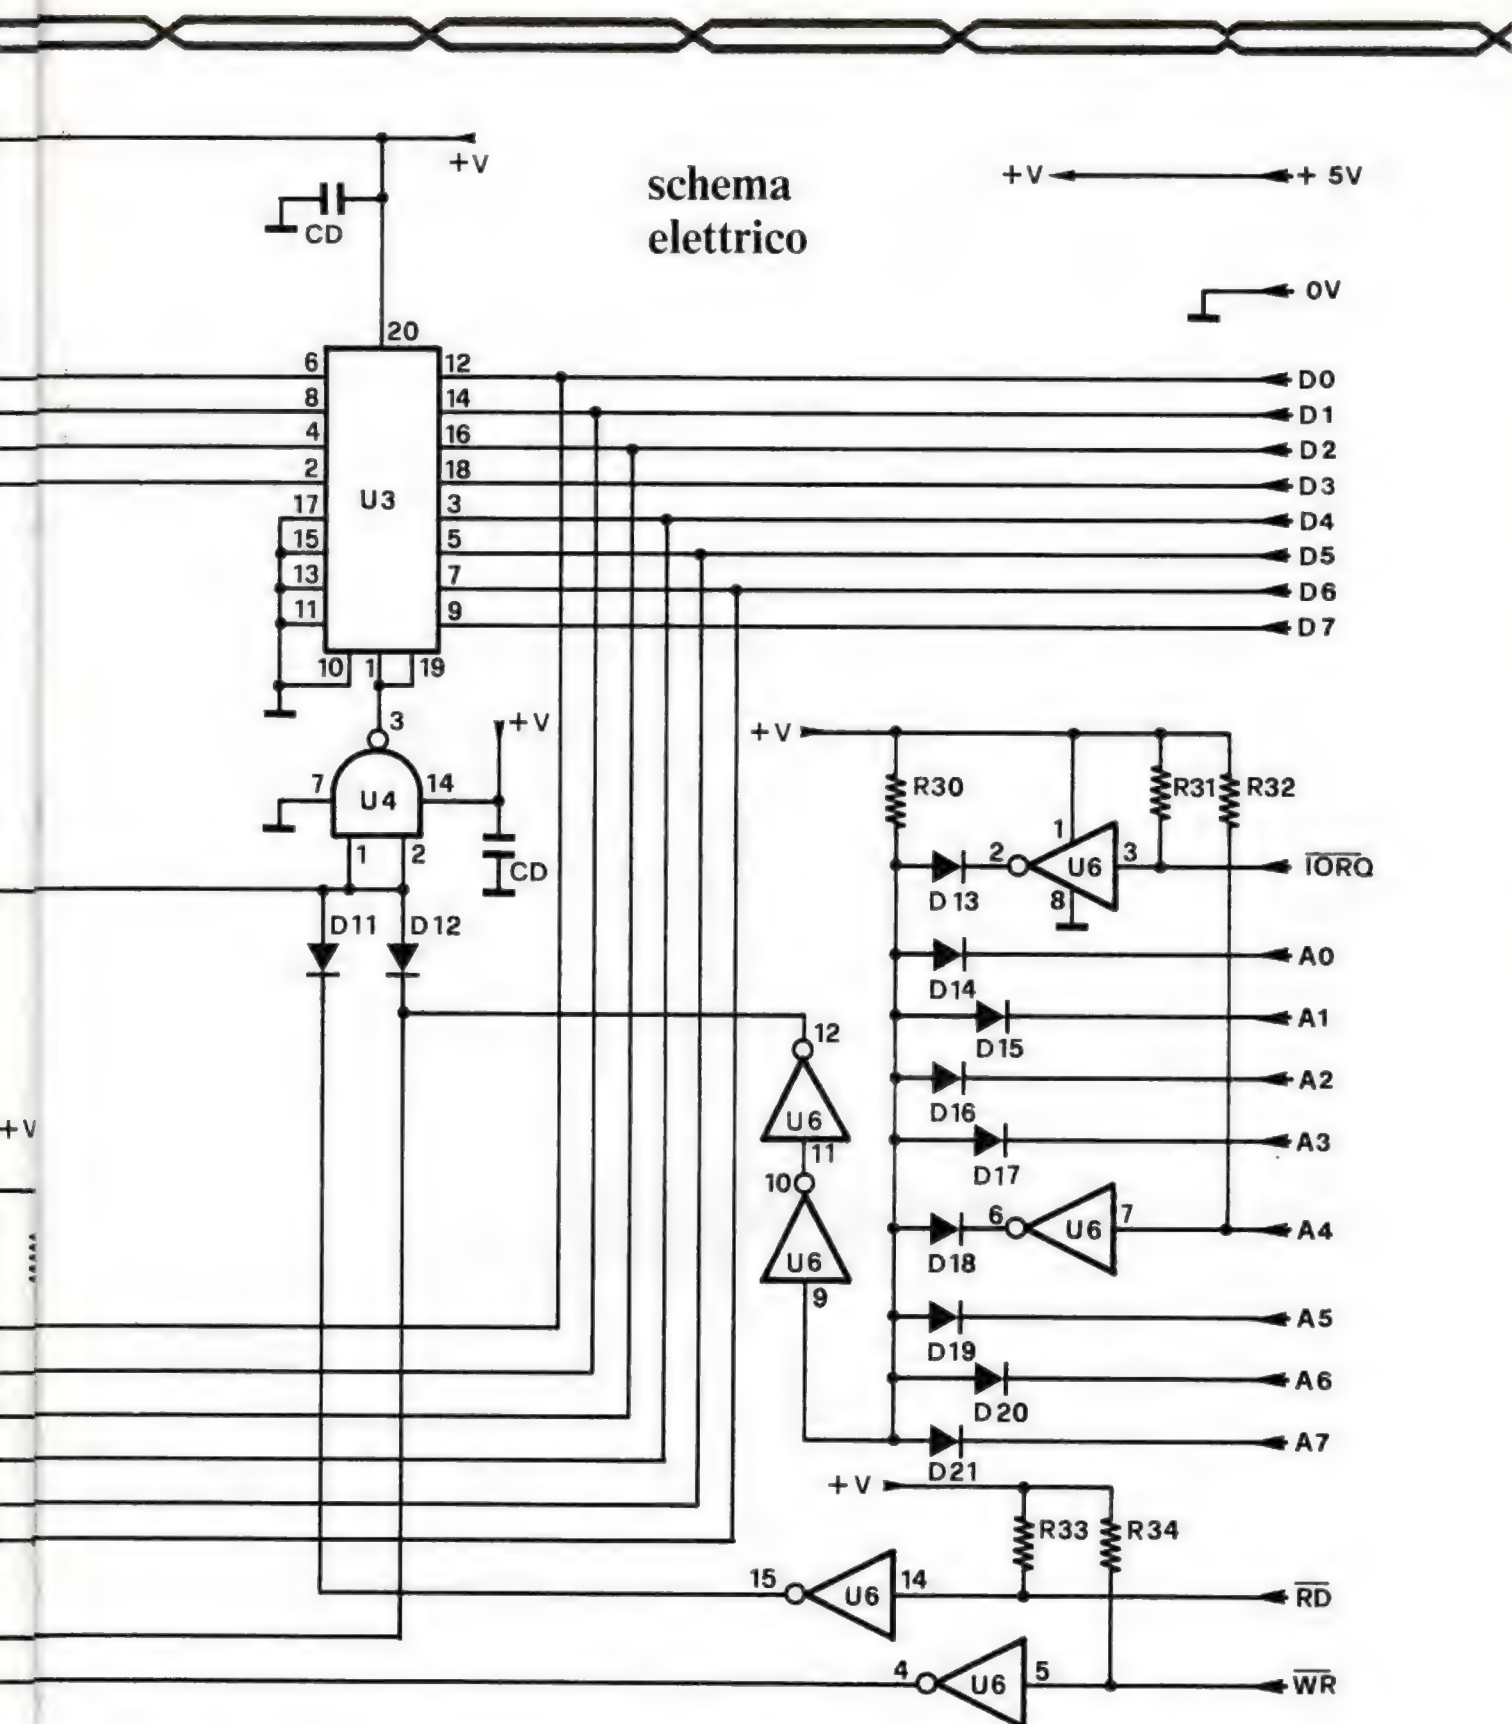 +V
schema
elettrico
+V
+ 5V
CD
0V
20
6
12
D0
8
14
D1
4
16
D2
2
18
D3
U3
17
3
D4
15
5
D5
13
7
D6
11
9
D7
10
1
19
3
+V
+V
7
U4
14
R30
R31
R32
1
2
CD
1
2
U6
3
IORQ
8
D13
D11
D12
A0
D14
12
A1
D15
A2
D16
U6
+V
11
A3
10
D17
6
U6
7
A4
U6
D18
9
A5
D19
A6
D20
A7
D21
+V
R33
R34
15
U6
14
RD
4
U6
5
WR